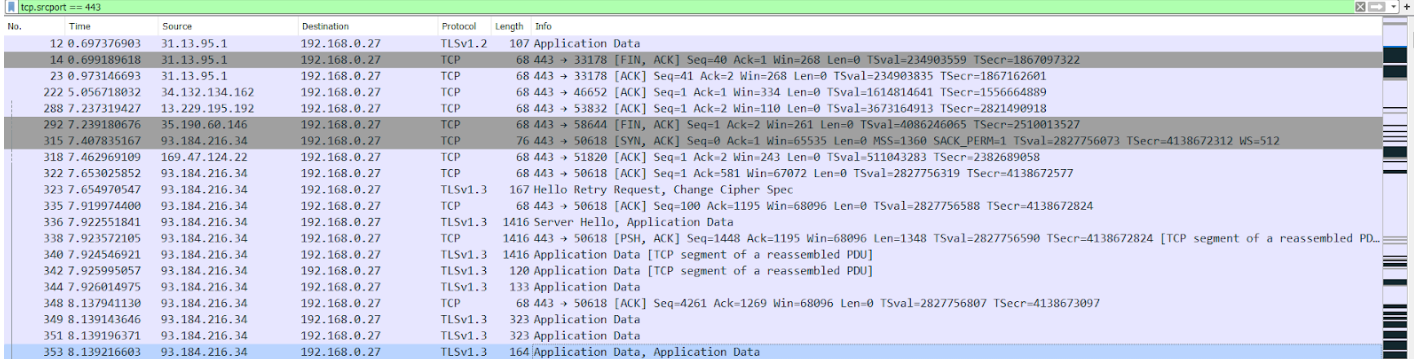 tcp.srcport == 443
No. Time Source Destination Protocol Length Info
12 0.697376903 31.13.95.1 192.168.0.27 TLSv1.2 107 Application Data
14 0.699189618 31.13.95.1 192.168.0.27 TCP 68 443 → 33178 [FIN, ACK] Seq=40 Ack=1 Win=268 Len=0 TSval=234903559 TSecr=1867097322
23 0.973146693 31.13.95.1 192.168.0.27 TCP 68 443 → 33178 [ACK] Seq=41 Ack=2 Win=268 Len=0 TSval=234903835 TSecr=1867162601
222 5.056718032 34.132.134.162 192.168.0.27 TCP 68 443 → 46652 [ACK] Seq=1 Ack=1 Win=334 Len=0 TSval=1614814641 TSecr=1556664889
288 7.237319427 13.229.195.192 192.168.0.27 TCP 68 443 → 53832 [ACK] Seq=1 Ack=2 Win=110 Len=0 TSval=3673164913 TSecr=2821490918
292 7.239180676 35.190.60.146 192.168.0.27 TCP 68 443 → 58644 [FIN, ACK] Seq=1 Ack=2 Win=261 Len=0 TSval=4086246065 TSecr=2510013527
315 7.407835167 93.184.216.34 192.168.0.27 TCP 76 443 → 50618 [SYN, ACK] Seq=0 Ack=1 Win=65535 Len=0 MSS=1360 SACK_PERM=1 TSval=2827756073 TSecr=4138672312 WS=512
318 7.462969109 169.47.124.22 192.168.0.27 TCP 68 443 → 51820 [ACK] Seq=1 Ack=2 Win=243 Len=0 TSval=511043283 TSecr=2382689058
322 7.653025852 93.184.216.34 192.168.0.27 TCP 68 443 → 50618 [ACK] Seq=1 Ack=581 Win=67072 Len=0 TSval=2827756319 TSecr=4138672577
323 7.654970547 93.184.216.34 192.168.0.27 TLSv1.3 167 Hello Retry Request, Change Cipher Spec
335 7.919974400 93.184.216.34 192.168.0.27 TCP 68 443 → 50618 [ACK] Seq=100 Ack=1195 Win=68096 Len=0 TSval=2827756588 TSecr=4138672824
336 7.922551841 93.184.216.34 192.168.0.27 TLSv1.3 1416 Server Hello, Application Data
338 7.923572105 93.184.216.34 192.168.0.27 TCP 1416 443 → 50618 [PSH, ACK] Seq=1448 Ack=1195 Win=68096 Len=1348 TSval=2827756590 TSecr=4138672824 [TCP segment of a reassembled PD…
340 7.924546921 93.184.216.34 192.168.0.27 TLSv1.3 1416 Application Data [TCP segment of a reassembled PDU]
342 7.925995057 93.184.216.34 192.168.0.27 TLSv1.3 120 Application Data [TCP segment of a reassembled PDU]
344 7.926014975 93.184.216.34 192.168.0.27 TLSv1.3 133 Application Data
348 8.137941130 93.184.216.34 192.168.0.27 TCP 68 443 → 50618 [ACK] Seq=4261 Ack=1269 Win=68096 Len=0 TSval=2827756807 TSecr=4138673097
349 8.139143646 93.184.216.34 192.168.0.27 TLSv1.3 323 Application Data
351 8.139196371 93.184.216.34 192.168.0.27 TLSv1.3 323 Application Data
353 8.139216603 93.184.216.34 192.168.0.27 TLSv1.3 164 Application Data, Application Data